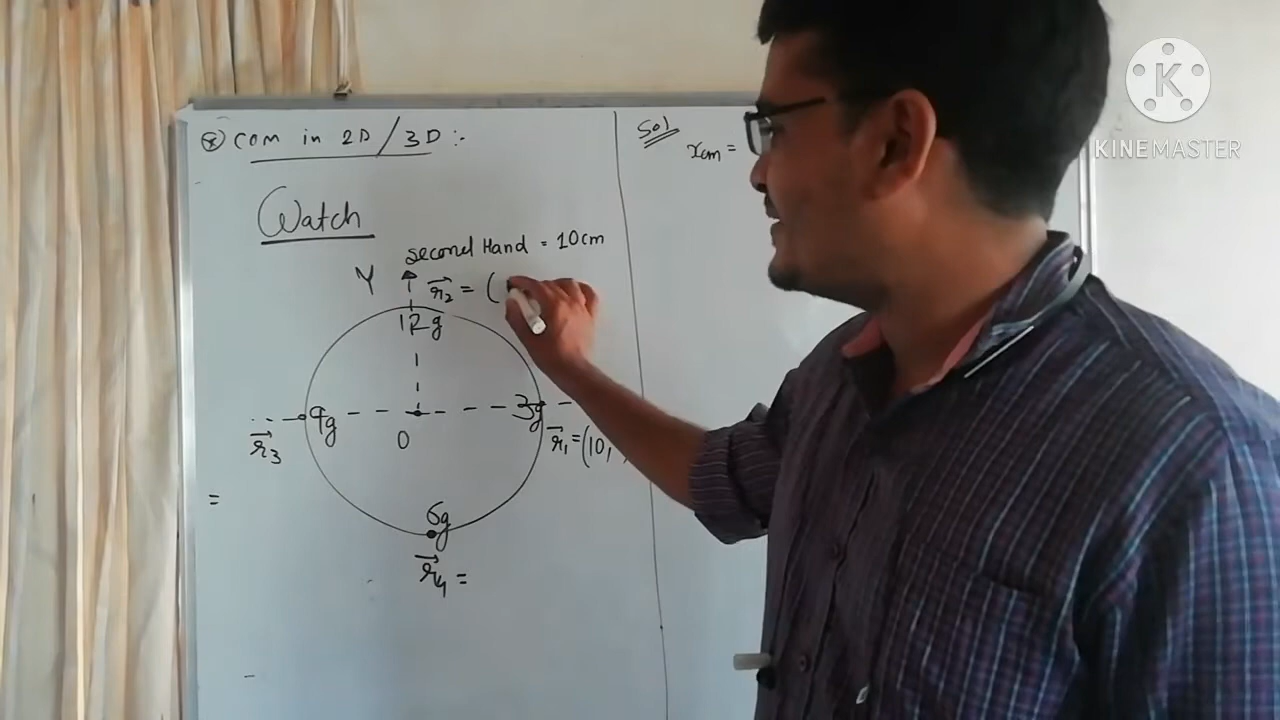 * COM in 2D / 3D :-
Watch
second Hand = 10cm
Y
r₂ = (
12g
9g
3g
O
r₃
r₁ = (10,
=
6g
r₄ =
Sol
xcm =
K
KINEMASTER